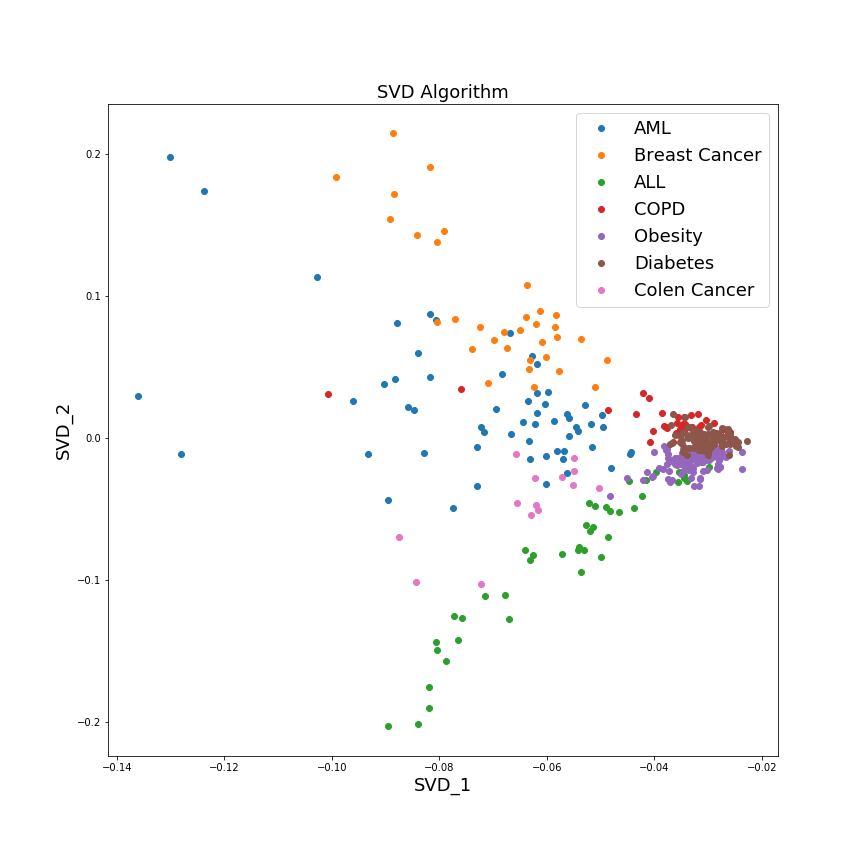 SVD Algorithm
AML
Breast Cancer
ALL
COPD
Obesity
Diabetes
Colen Cancer
0.2
0.1
0.0
−0.1
−0.2
SVD_2
−0.14 −0.12 −0.10 −0.08 −0.06 −0.04 −0.02
SVD_1